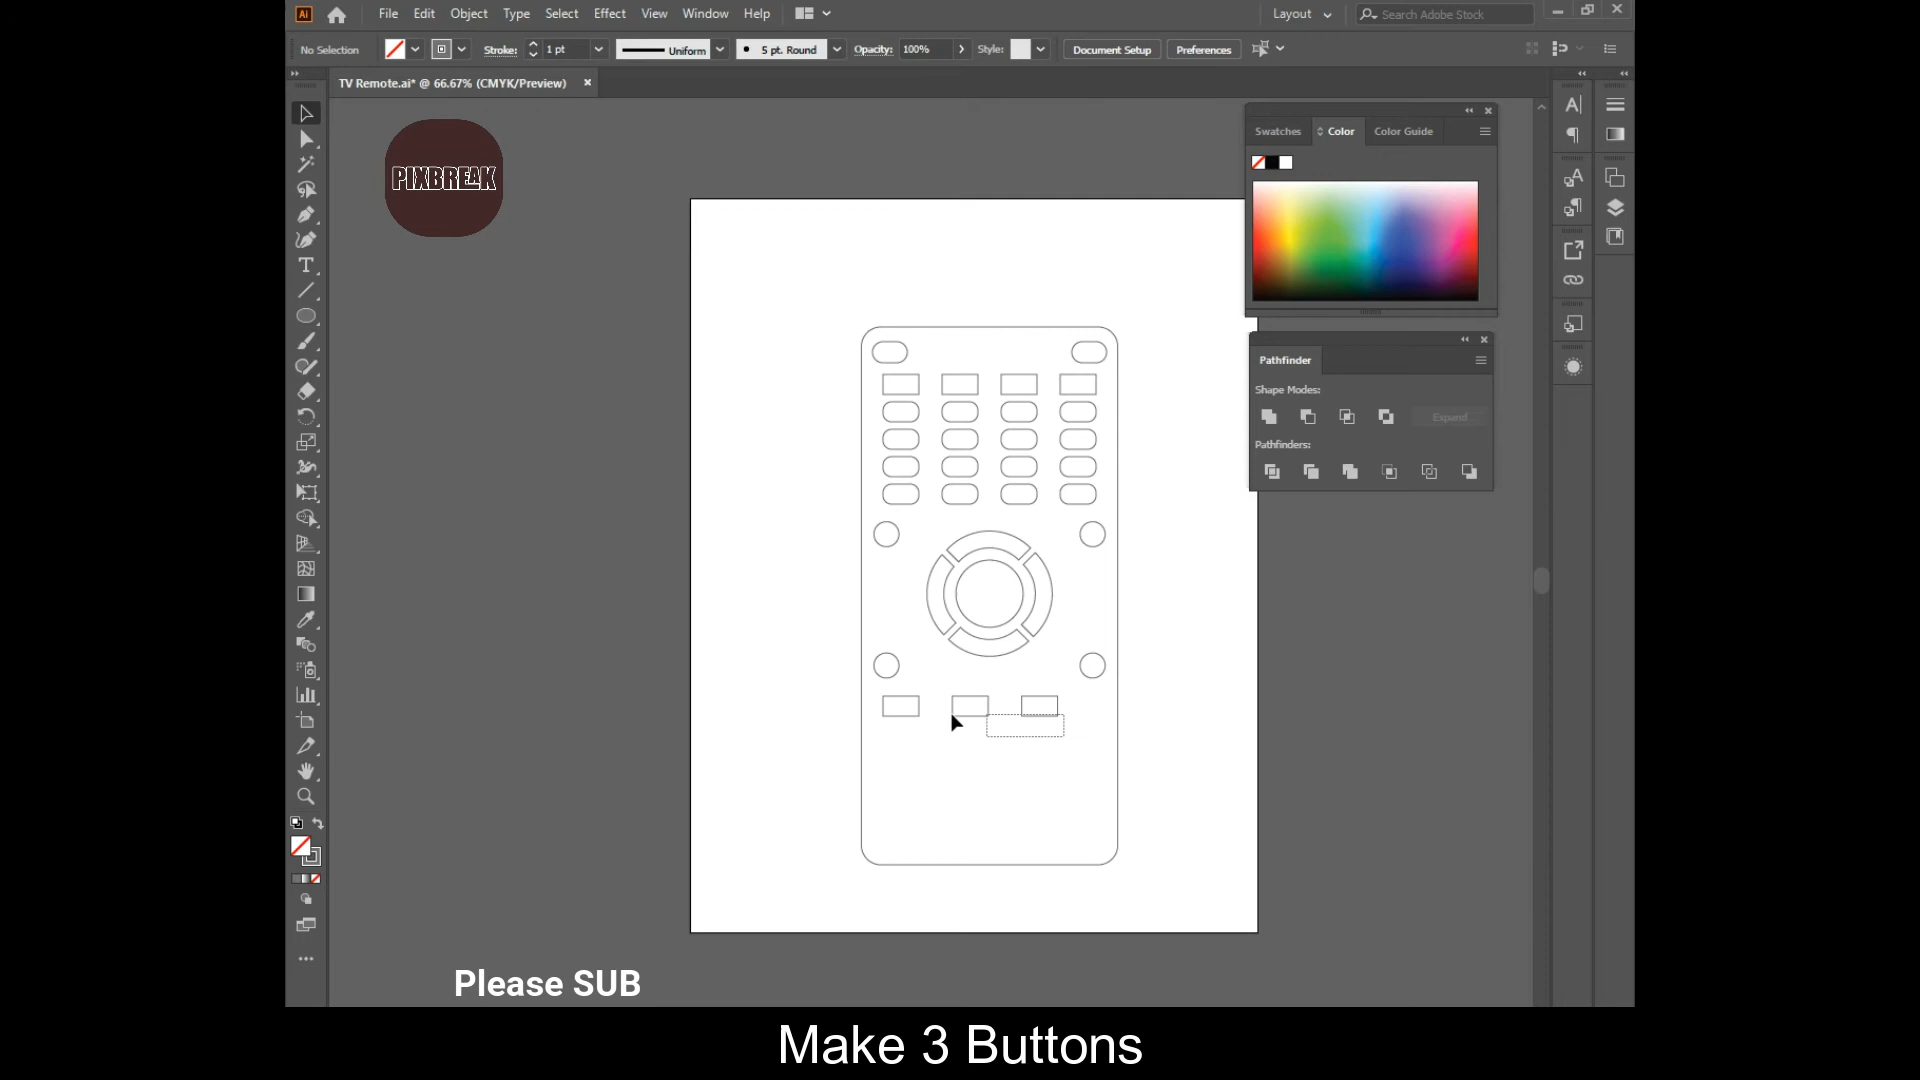 Ai File Edit Object Type Select Effect View Window Help Layout Search Adobe Stock
No Selection Stroke: 1 pt Uniform 5 pt. Round Opacity: 100% Style: Document Setup Preferences
TV Remote.ai* @ 66.67% (CMYK/Preview)
PIXBREAK
Swatches Color Color Guide
Pathfinder
Shape Modes:
Expand
Pathfinders:
Please SUB
Make 3 Buttons